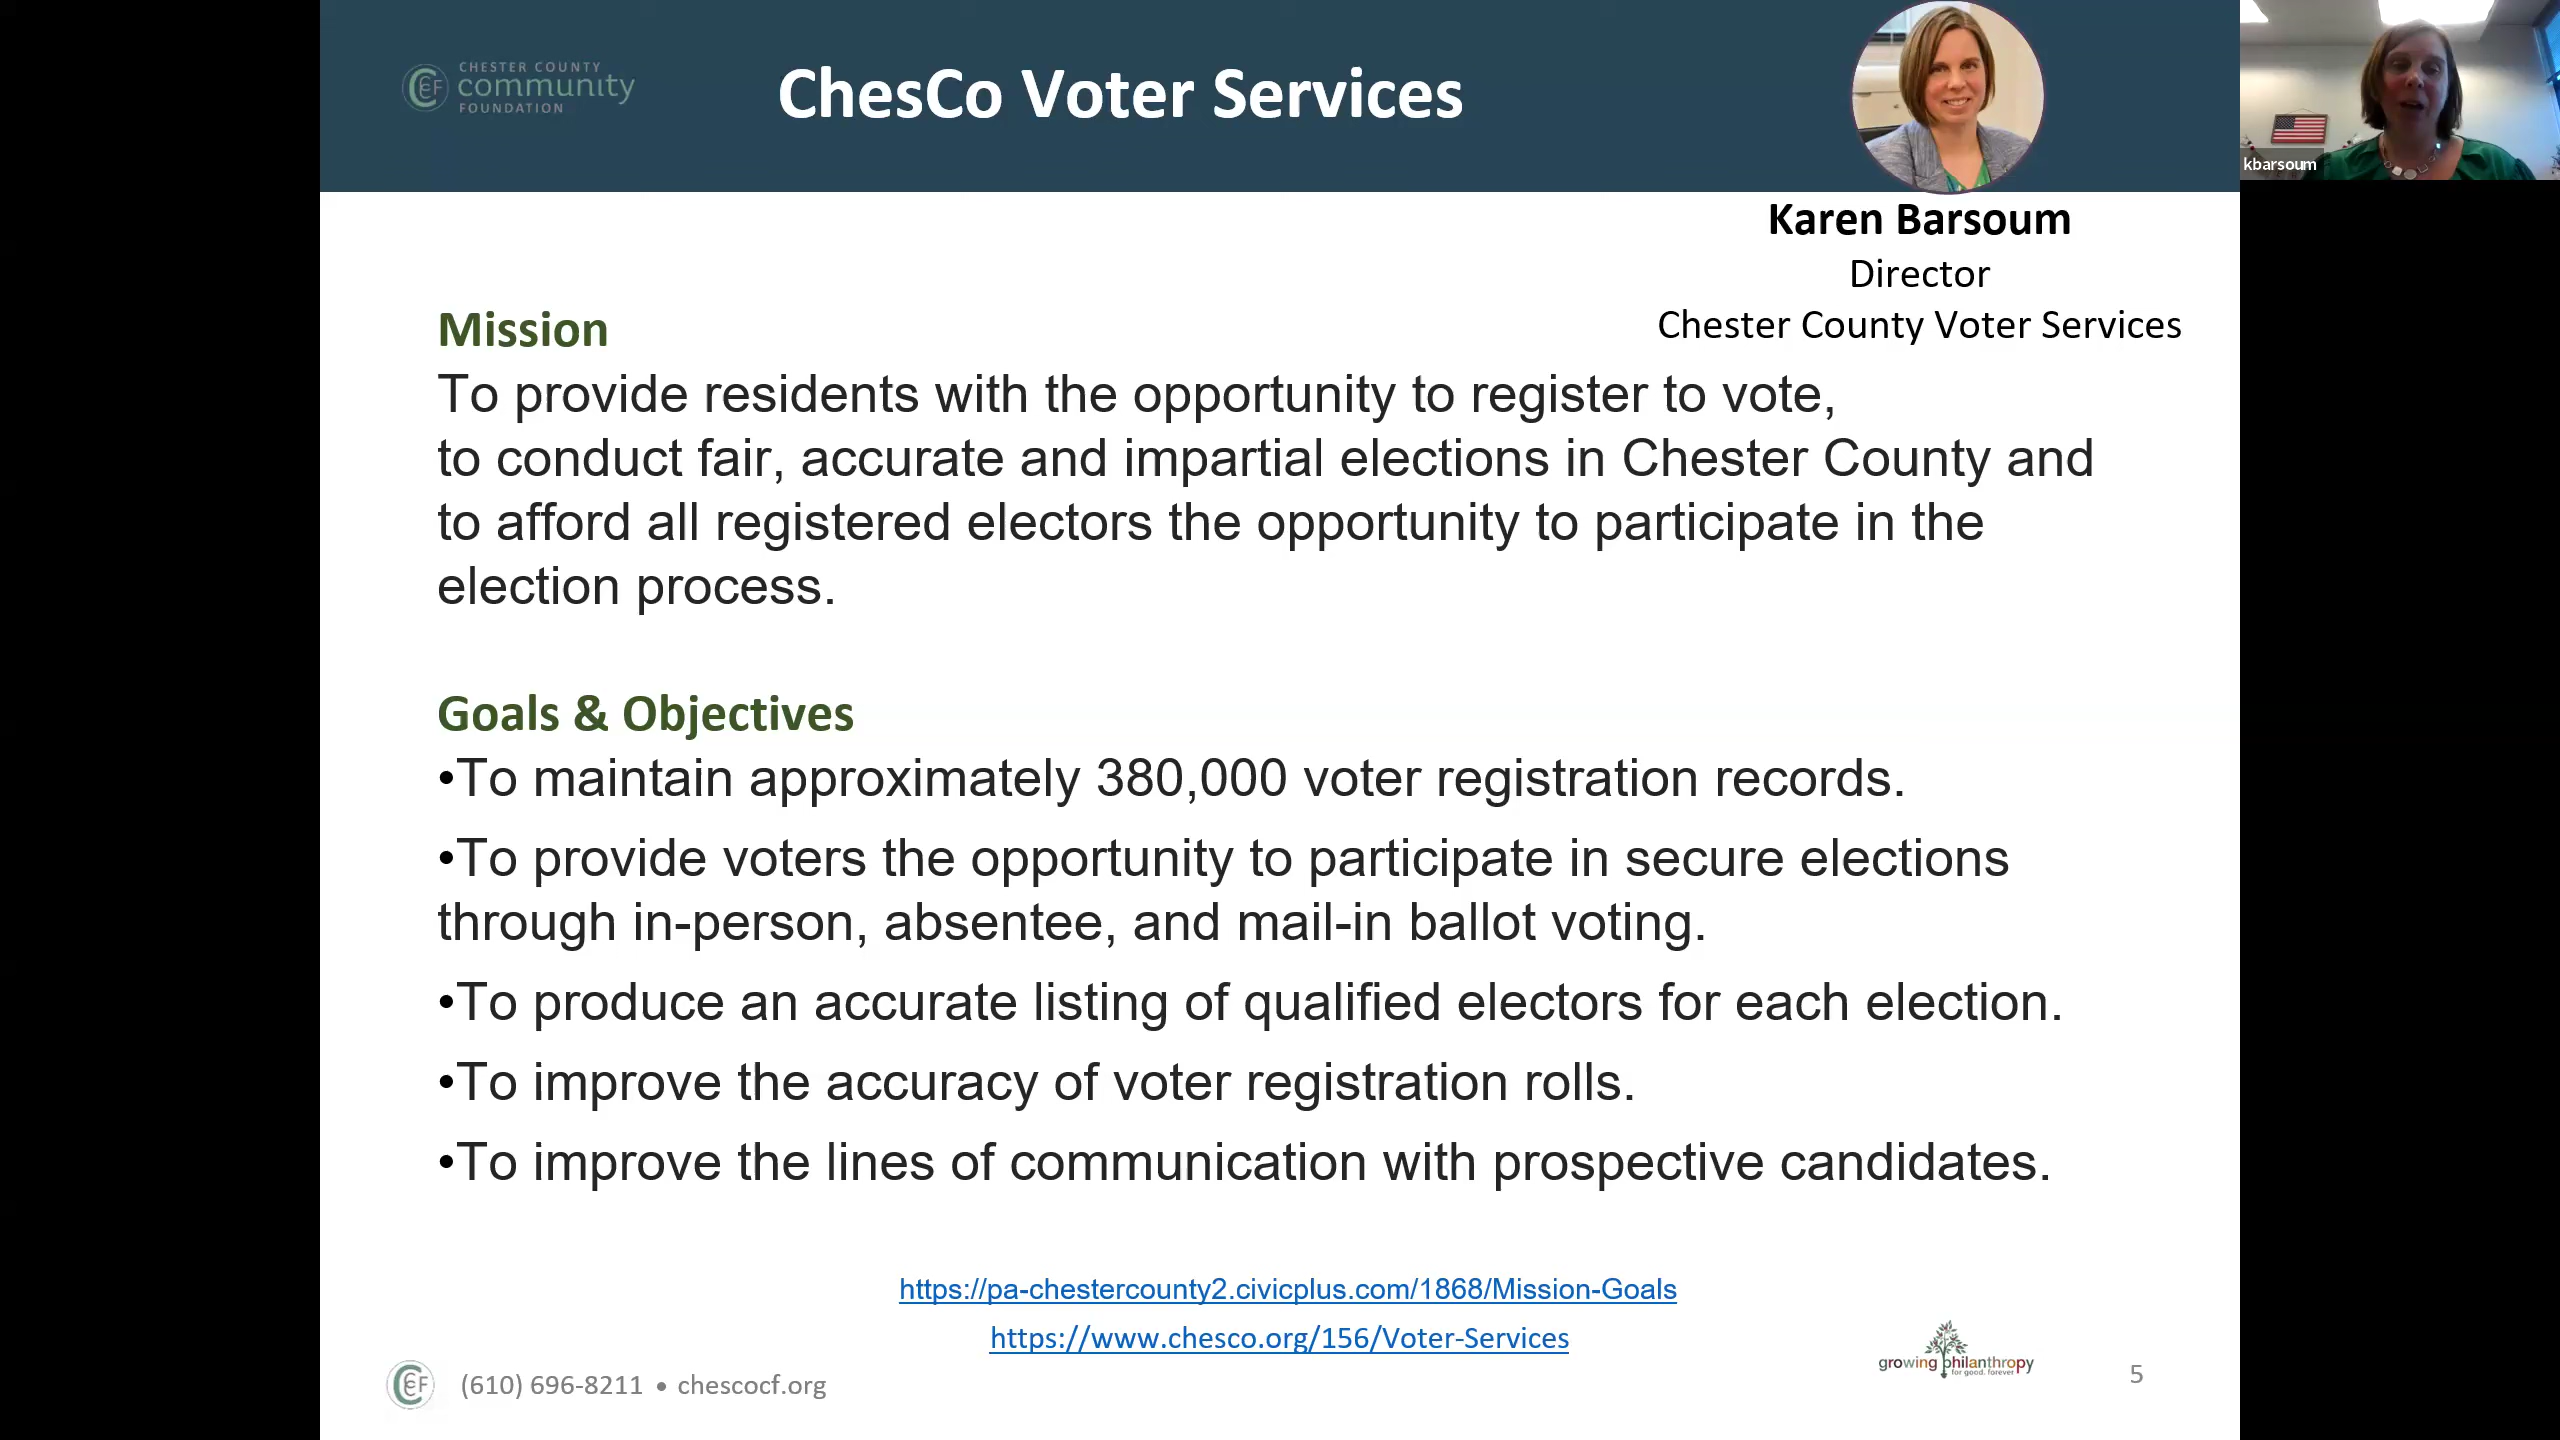 CHESTER COUNTY
community
FOUNDATION
ChesCo Voter Services
kbarsoum
Karen Barsoum
Director
Chester County Voter Services
Mission
To provide residents with the opportunity to register to vote,
to conduct fair, accurate and impartial elections in Chester County and
to afford all registered electors the opportunity to participate in the
election process.
Goals & Objectives
•To maintain approximately 380,000 voter registration records.
•To provide voters the opportunity to participate in secure elections
through in-person, absentee, and mail-in ballot voting.
•To produce an accurate listing of qualified electors for each election.
•To improve the accuracy of voter registration rolls.
•To improve the lines of communication with prospective candidates.
https://pa-chestercounty2.civicplus.com/1868/Mission-Goals
https://www.chesco.org/156/Voter-Services
(610) 696-8211 • chescocf.org
growing philanthropy
for good. forever
5